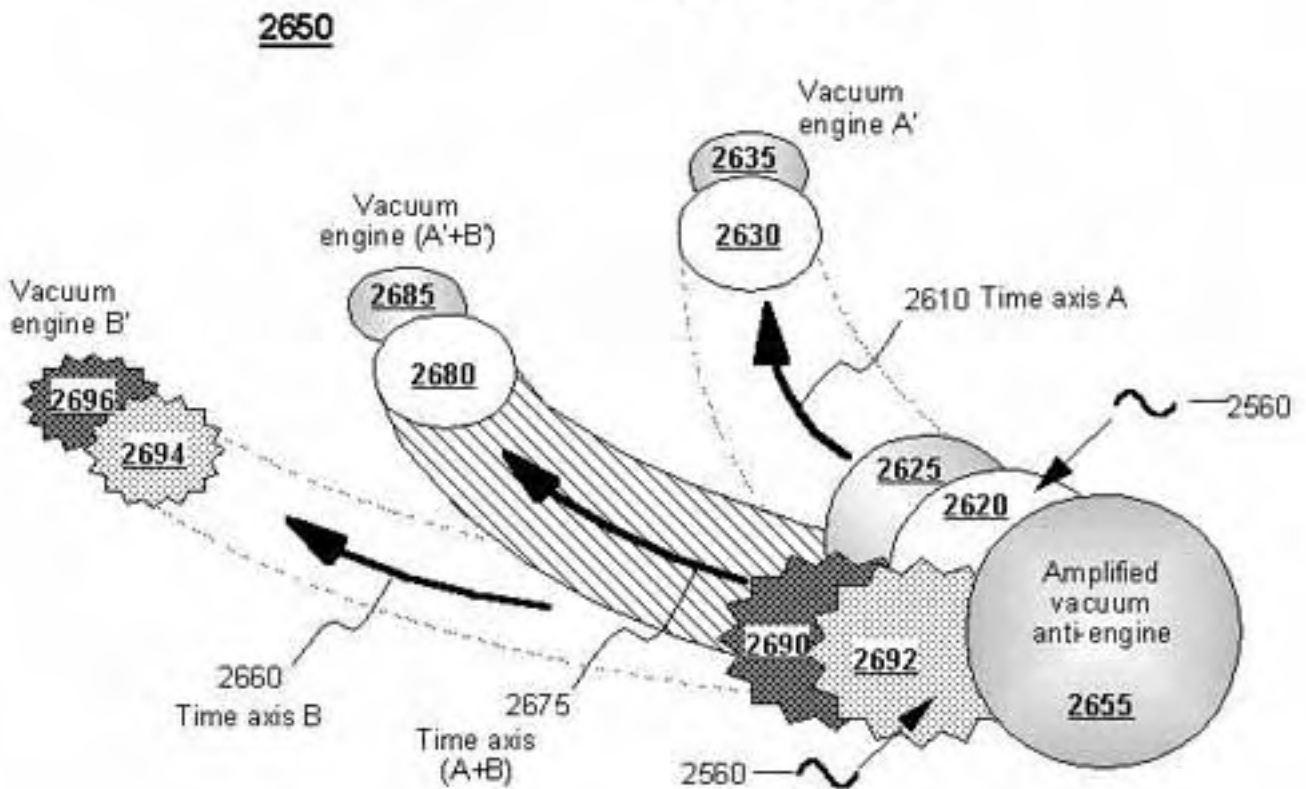 2650
Vacuum
engine A'
2635
2630
Vacuum
engine (A'+B')
2685
2680
Vacuum
engine B'
2696
2694
2610 Time axis A
2560
2625
2620
Amplified
vacuum
anti-engine
2655
2690
2692
2660
Time axis B
2675
Time axis
(A+B)
2560